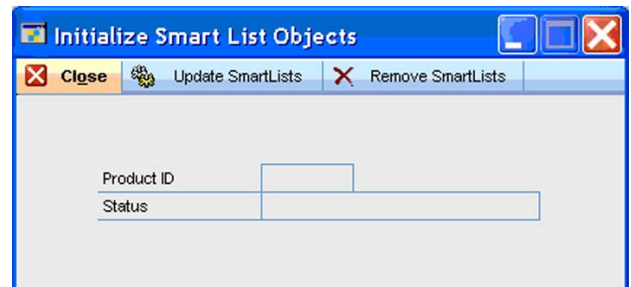 Initialize Smart List Objects
Close Update SmartLists Remove SmartLists
Product ID
Status